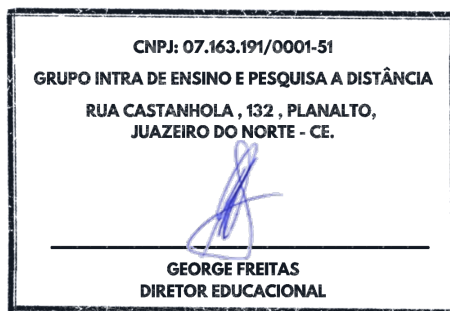 CNPJ: 07.163.191/0001-51
GRUPO INTRA DE ENSINO E PESQUISA A DISTÂNCIA
RUA CASTANHOLA , 132 , PLANALTO,
JUAZEIRO DO NORTE - CE.
GEORGE FREITAS
DIRETOR EDUCACIONAL